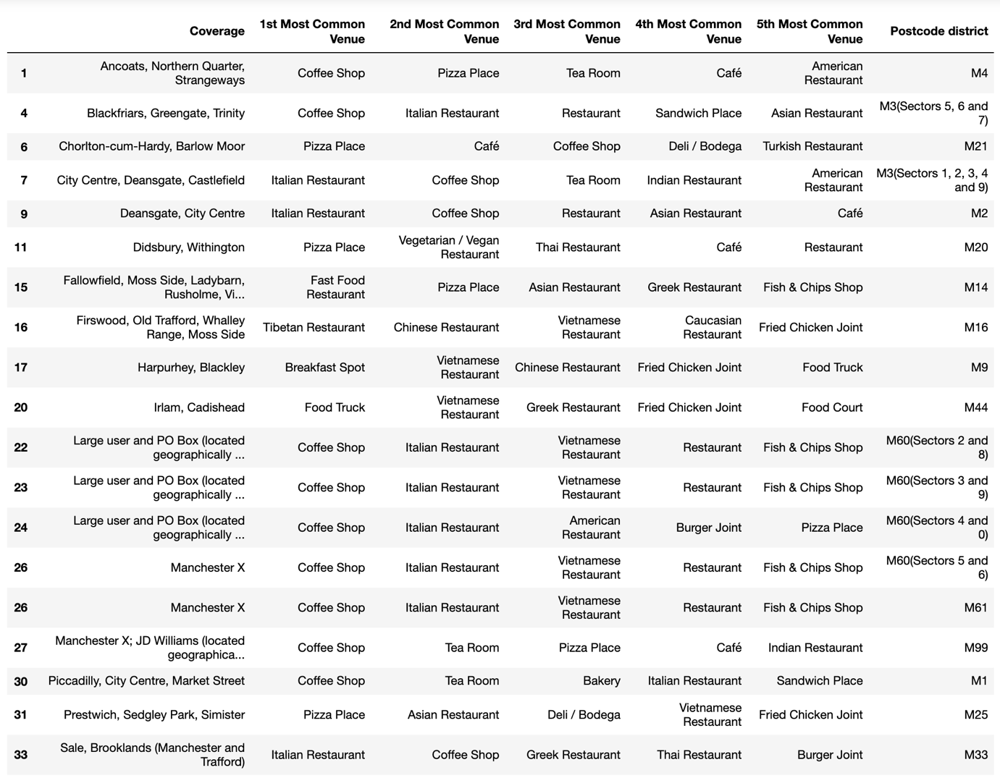 Coverage 1st Most Common Venue 2nd Most Common Venue 3rd Most Common Venue 4th Most Common Venue 5th Most Common Venue Postcode district
1 Ancoats, Northern Quarter, Strangeways Coffee Shop Pizza Place Tea Room Café American Restaurant M4
4 Blackfriars, Greengate, Trinity Coffee Shop Italian Restaurant Restaurant Sandwich Place Asian Restaurant M3(Sectors 5, 6 and 7)
6 Chorlton-cum-Hardy, Barlow Moor Pizza Place Café Coffee Shop Deli / Bodega Turkish Restaurant M21
7 City Centre, Deansgate, Castlefield Italian Restaurant Coffee Shop Tea Room Indian Restaurant American Restaurant M3(Sectors 1, 2, 3, 4 and 9)
9 Deansgate, City Centre Italian Restaurant Coffee Shop Restaurant Asian Restaurant Café M2
11 Didsbury, Withington Pizza Place Vegetarian / Vegan Restaurant Thai Restaurant Café Restaurant M20
15 Fallowfield, Moss Side, Ladybarn, Rusholme, Vi... Fast Food Restaurant Pizza Place Asian Restaurant Greek Restaurant Fish & Chips Shop M14
16 Firswood, Old Trafford, Whalley Range, Moss Side Tibetan Restaurant Chinese Restaurant Vietnamese Restaurant Caucasian Restaurant Fried Chicken Joint M16
17 Harpurhey, Blackley Breakfast Spot Vietnamese Restaurant Chinese Restaurant Fried Chicken Joint Food Truck M9
20 Irlam, Cadishead Food Truck Vietnamese Restaurant Greek Restaurant Fried Chicken Joint Food Court M44
22 Large user and PO Box (located geographically ... Coffee Shop Italian Restaurant Vietnamese Restaurant Restaurant Fish & Chips Shop M60(Sectors 2 and 8)
23 Large user and PO Box (located geographically ... Coffee Shop Italian Restaurant Vietnamese Restaurant Restaurant Fish & Chips Shop M60(Sectors 3 and 9)
24 Large user and PO Box (located geographically ... Coffee Shop Italian Restaurant American Restaurant Burger Joint Pizza Place M60(Sectors 4 and 0)
26 Manchester X Coffee Shop Italian Restaurant Vietnamese Restaurant Restaurant Fish & Chips Shop M60(Sectors 5 and 6)
26 Manchester X Coffee Shop Italian Restaurant Vietnamese Restaurant Restaurant Fish & Chips Shop M61
27 Manchester X; JD Williams (located geographica... Coffee Shop Tea Room Pizza Place Café Indian Restaurant M99
30 Piccadilly, City Centre, Market Street Coffee Shop Tea Room Bakery Italian Restaurant Sandwich Place M1
31 Prestwich, Sedgley Park, Simister Pizza Place Asian Restaurant Deli / Bodega Vietnamese Restaurant Fried Chicken Joint M25
33 Sale, Brooklands (Manchester and Trafford) Italian Restaurant Coffee Shop Greek Restaurant Thai Restaurant Burger Joint M33